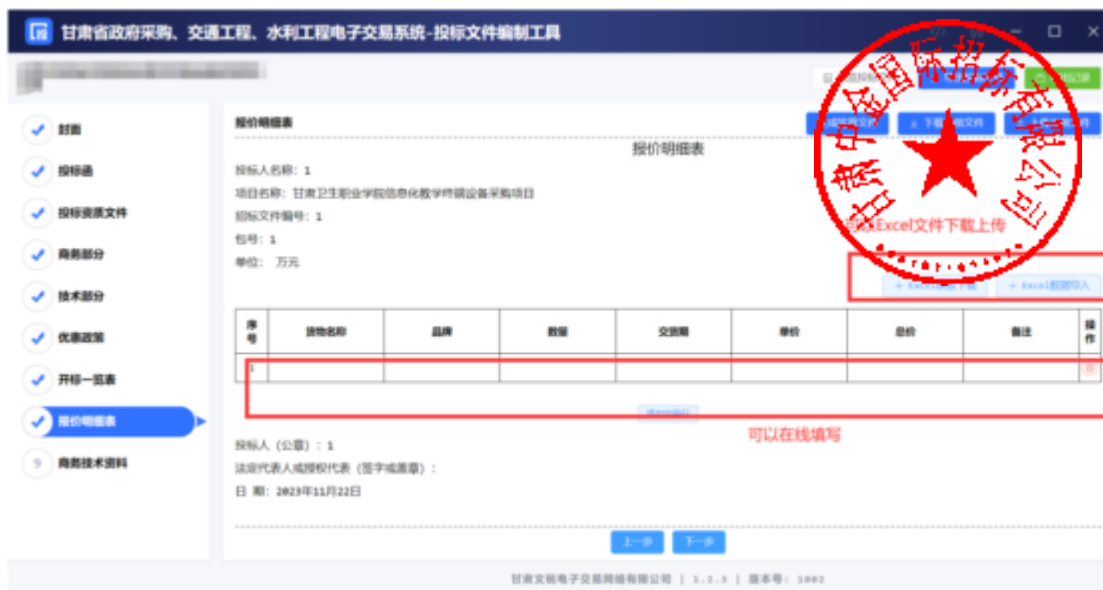 甘肃省政府采购、交通工程、水利工程电子交易系统-投标文件编制工具
封面
投标函
投标资质文件
商务部分
技术部分
优惠政策
开标一览表
报价明细表
9 商务技术资料
报价明细表
报价明细表
投标人名称: 1
项目名称: 甘肃卫生职业学院信息化教学终端设备采购项目
招标文件编号: 1
包号: 1
单位: 万元
甘肃中金国际招标有限公司
可以Excel文件下载上传
+ Excel数据导入
序号 货物名称 品牌 数量 交货期 单价 总价 备注 操作
1
可以在线填写
投标人 (公章) : 1
法定代表人或授权代表 (签字或盖章) :
日 期: 2023年11月22日
上一步 下一步
甘肃文锐电子交易网络有限公司 | 1.2.3 | 版本号: 1002